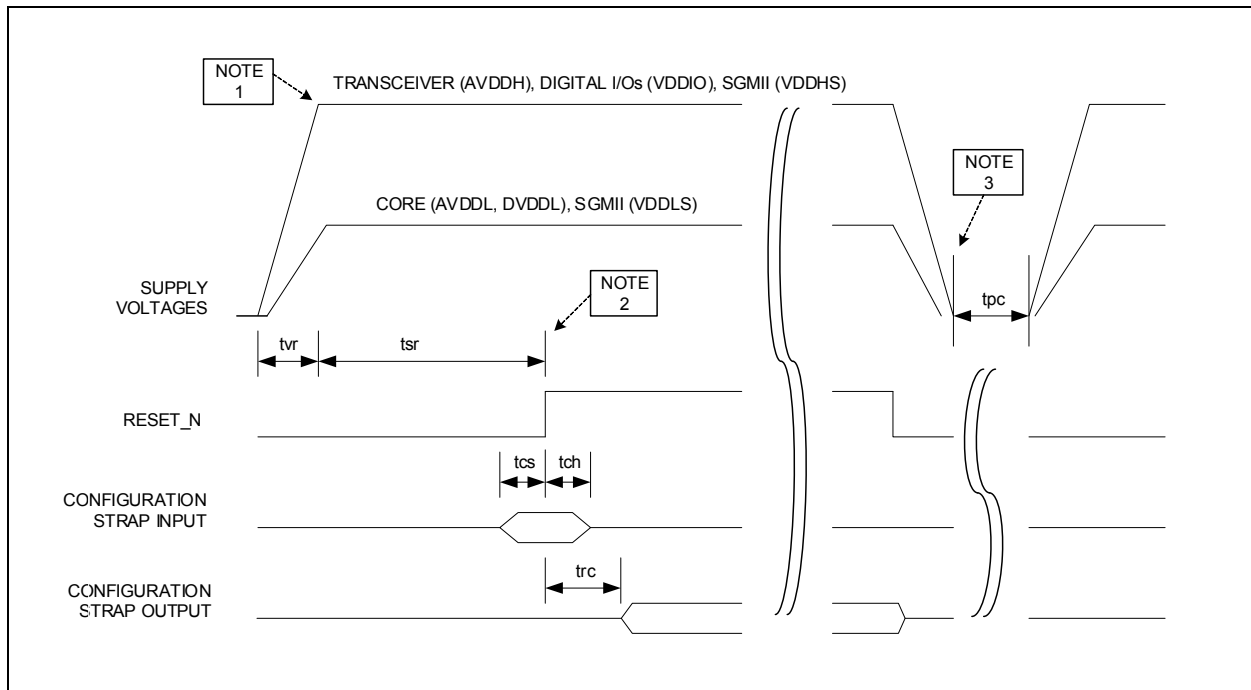 NOTE
1
TRANSCEIVER (AVDDH), DIGITAL I/Os (VDDIO), SGMII (VDDHS)
NOTE
3
CORE (AVDDL, DVDDL), SGMII (VDDLS)
SUPPLY
VOLTAGES
NOTE
2
tpc
tvr
tsr
RESET_N
tcs
tch
CONFIGURATION
STRAP INPUT
trc
CONFIGURATION
STRAP OUTPUT